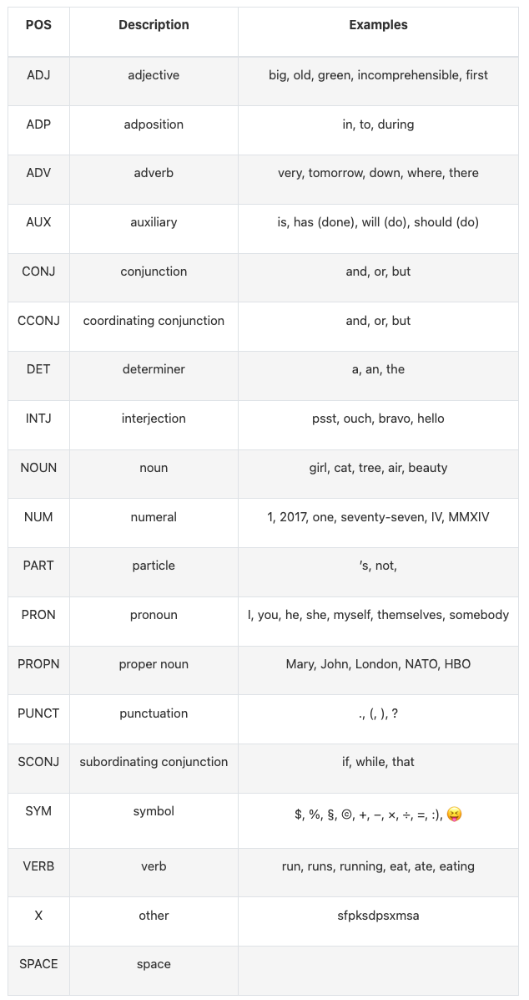 POS Description Examples
ADJ adjective big, old, green, incomprehensible, first
ADP adposition in, to, during
ADV adverb very, tomorrow, down, where, there
AUX auxiliary is, has (done), will (do), should (do)
CONJ conjunction and, or, but
CCONJ coordinating conjunction and, or, but
DET determiner a, an, the
INTJ interjection psst, ouch, bravo, hello
NOUN noun girl, cat, tree, air, beauty
NUM numeral 1, 2017, one, seventy-seven, IV, MMXIV
PART particle ’s, not,
PRON pronoun I, you, he, she, myself, themselves, somebody
PROPN proper noun Mary, John, London, NATO, HBO
PUNCT punctuation ., (, ), ?
SCONJ subordinating conjunction if, while, that
SYM symbol $, %, §, ©, +, −, ×, ÷, =, :), 😝
VERB verb run, runs, running, eat, ate, eating
X other sfpksdpsxmsa
SPACE space